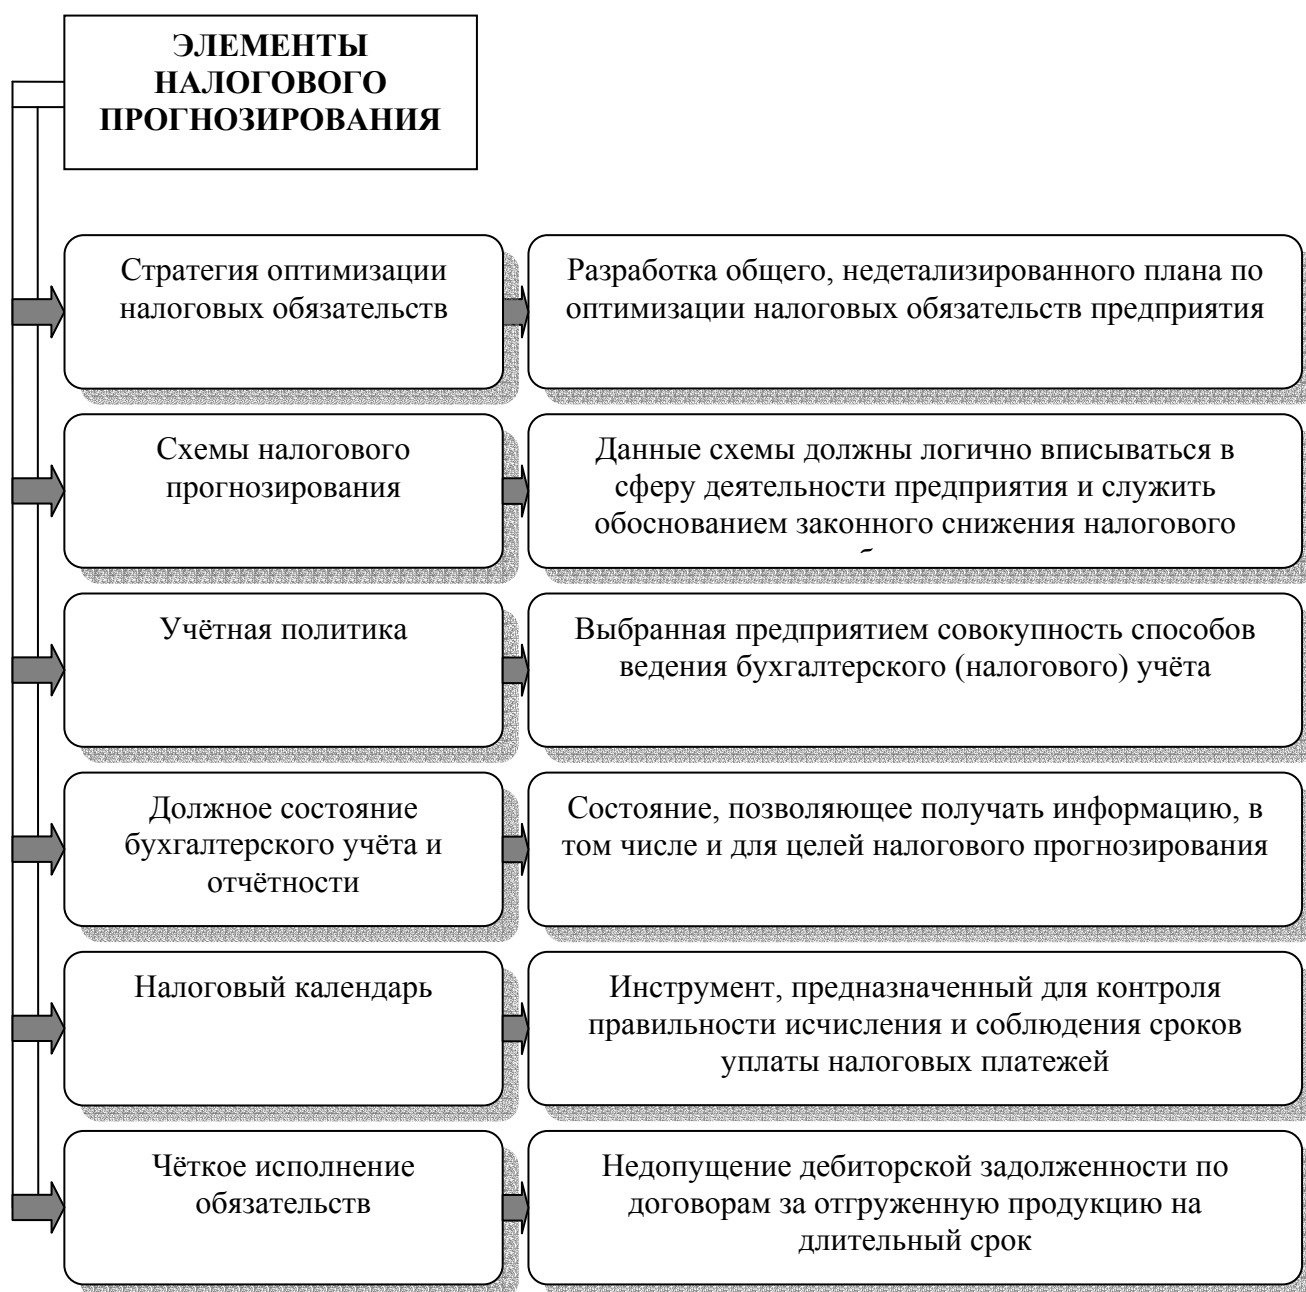 ЭЛЕМЕНТЫ
НАЛОГОВОГО
ПРОГНОЗИРОВАНИЯ
Стратегия оптимизации
налоговых обязательств
Разработка общего, недетализированного плана по
оптимизации налоговых обязательств предприятия
Схемы налогового
прогнозирования
Данные схемы должны логично вписываться в
сферу деятельности предприятия и служить
обоснованием законного снижения налогового
Учётная политика
Выбранная предприятием совокупность способов
ведения бухгалтерского (налогового) учёта
Должное состояние
бухгалтерского учёта и
отчётности
Состояние, позволяющее получать информацию, в
том числе и для целей налогового прогнозирования
Налоговый календарь
Инструмент, предназначенный для контроля
правильности исчисления и соблюдения сроков
уплаты налоговых платежей
Чёткое исполнение
обязательств
Недопущение дебиторской задолженности по
договорам за отгруженную продукцию на
длительный срок